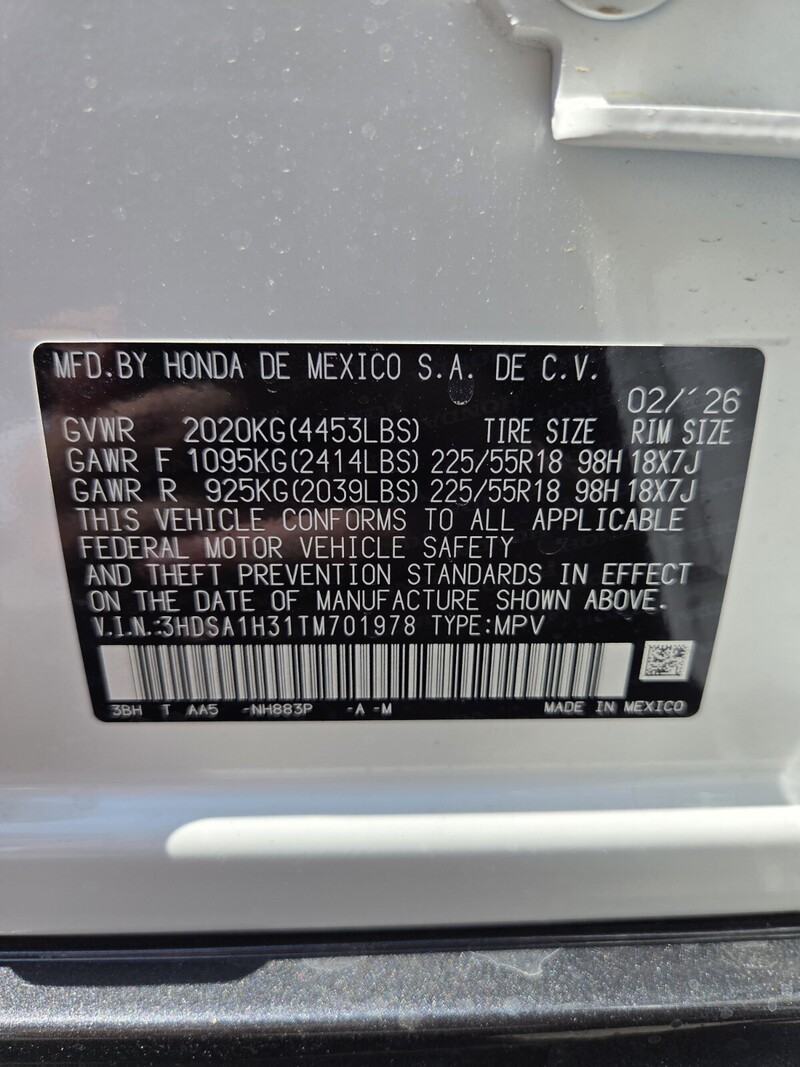 MFD.BY HONDA DE MEXICO S.A. DE C.V.
02/'26
GVWR 2020KG(4453LBS) TIRE SIZE RIM SIZE
GAWR F 1095KG(2414LBS) 225/55R18 98H 18X7J
GAWR R 925KG(2039LBS) 225/55R18 98H 18X7J
THIS VEHICLE CONFORMS TO ALL APPLICABLE
FEDERAL MOTOR VEHICLE SAFETY
AND THEFT PREVENTION STANDARDS IN EFFECT
ON THE DATE OF MANUFACTURE SHOWN ABOVE.
V.I.N.:3HDSA1H31TM701978 TYPE:MPV
3BH T AA5 -NH883P -A -M MADE IN MEXICO